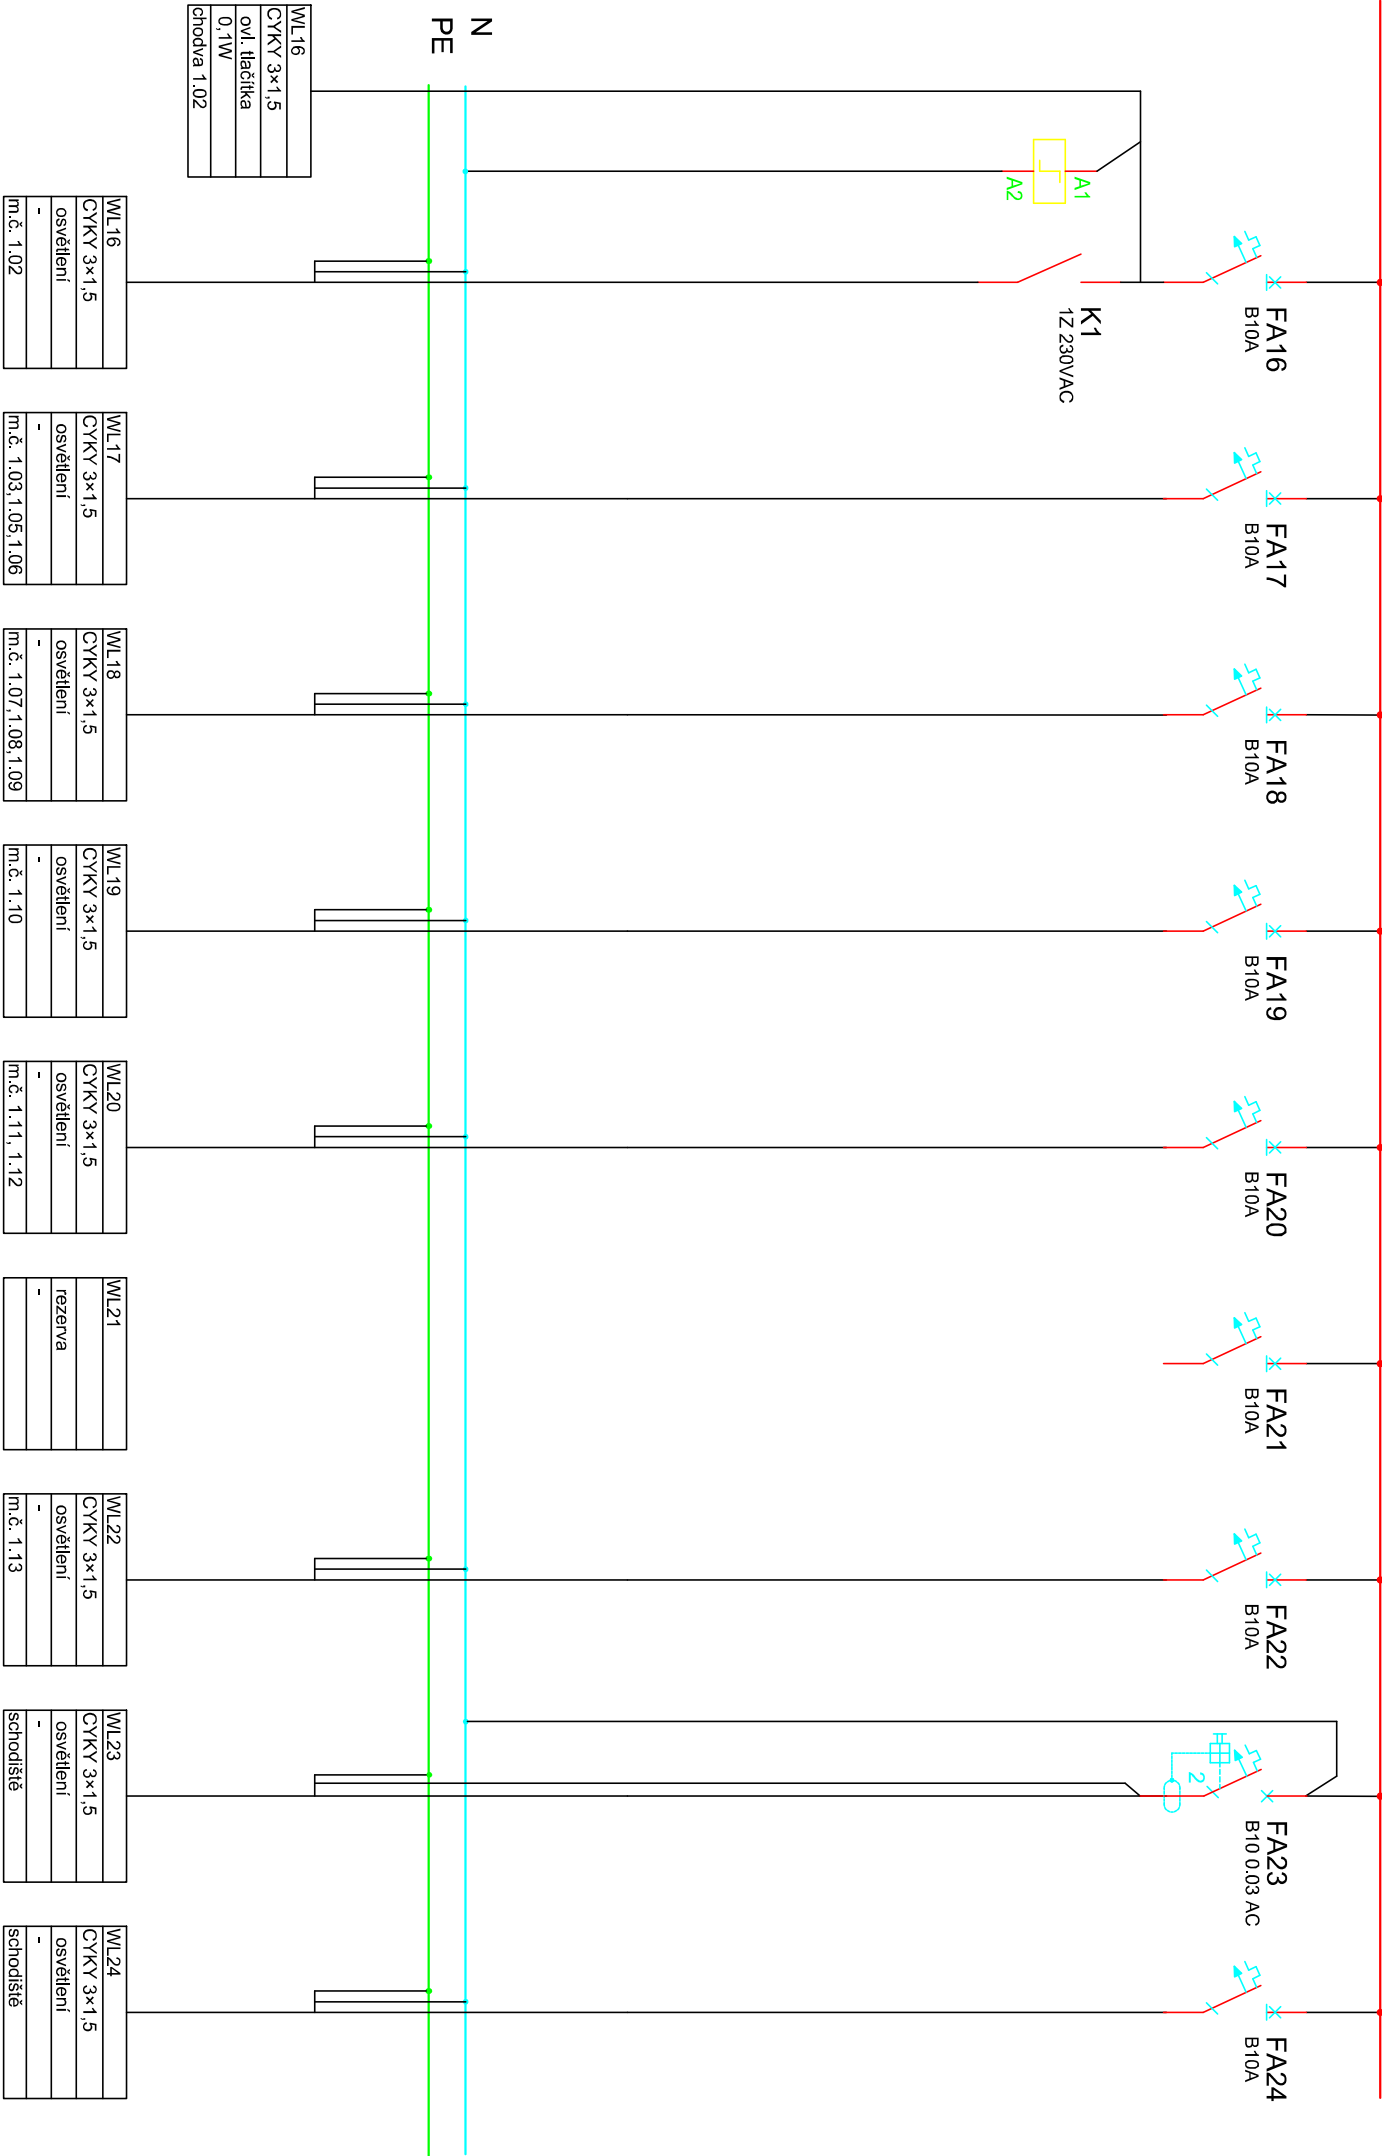 FA16
B10A
FA17
B10A
FA18
B10A
FA19
B10A
FA20
B10A
FA21
B10A
FA22
B10A
FA23
B10 0.03 AC
2
FA24
B10A
A1
A2
K1
1Z 230VAC
N
PE
WL16
CYKY 3×1,5
ovl. tlačítka
0,1W
chodva 1.02
WL16
CYKY 3×1,5
osvětlení
-
m.č. 1.02
WL17
CYKY 3×1,5
osvětlení
-
m.č. 1.03,1.05,1.06
WL18
CYKY 3×1,5
osvětlení
-
m.č. 1.07,1.08,1.09
WL19
CYKY 3×1,5
osvětlení
-
m.č. 1.10
WL20
CYKY 3×1,5
osvětlení
-
m.č. 1.11, 1.12
WL21
rezerva
-
WL22
CYKY 3×1,5
osvětlení
-
m.č. 1.13
WL23
CYKY 3×1,5
osvětlení
-
schodiště
WL24
CYKY 3×1,5
osvětlení
-
schodiště